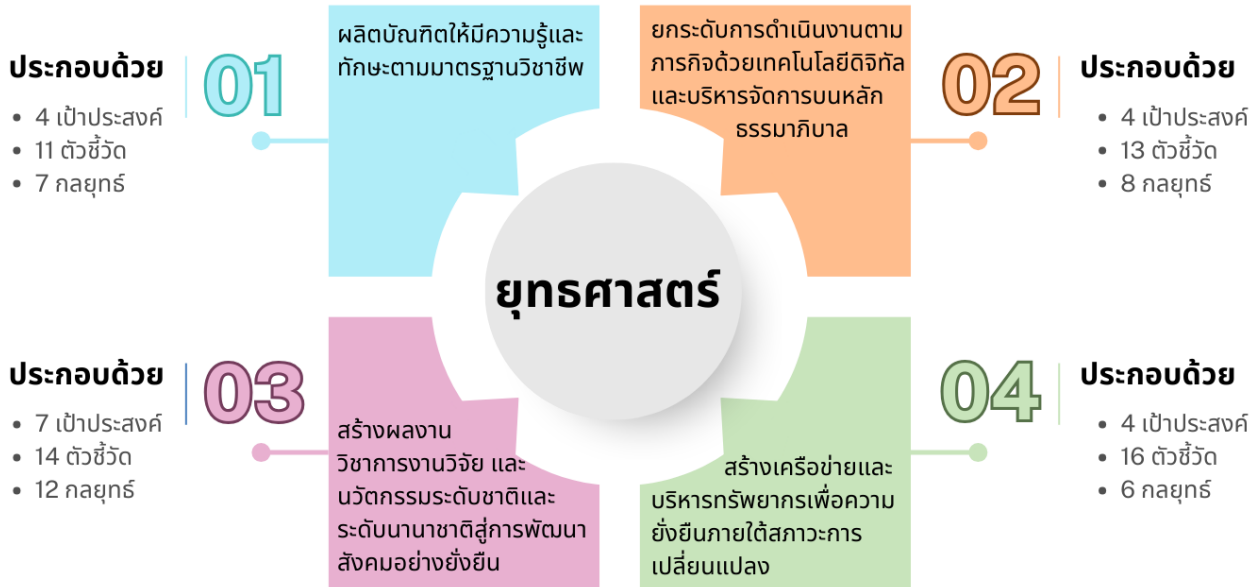 ประกอบด้วย
• 4 เป้าประสงค์
• 11 ตัวชี้วัด
• 7 กลยุทธ์
01
ผลิตบัณฑิตให้มีความรู้และ
ทักษะตามมาตรฐานวิชาชีพ
ยกระดับการดำเนินงานตาม
ภารกิจด้วยเทคโนโลยีดิจิทัล
และบริหารจัดการบนหลัก
ธรรมาภิบาล
02
ประกอบด้วย
• 4 เป้าประสงค์
• 13 ตัวชี้วัด
• 8 กลยุทธ์
ยุทธศาสตร์
ประกอบด้วย
• 7 เป้าประสงค์
• 14 ตัวชี้วัด
• 12 กลยุทธ์
03
สร้างผลงาน
วิชาการงานวิจัย และ
นวัตกรรมระดับชาติและ
ระดับนานาชาติสู่การพัฒนา
สังคมอย่างยั่งยืน
สร้างเครือข่ายและ
บริหารทรัพยากรเพื่อความ
ยั่งยืนภายใต้สภาวะการ
เปลี่ยนแปลง
04
ประกอบด้วย
• 4 เป้าประสงค์
• 16 ตัวชี้วัด
• 6 กลยุทธ์